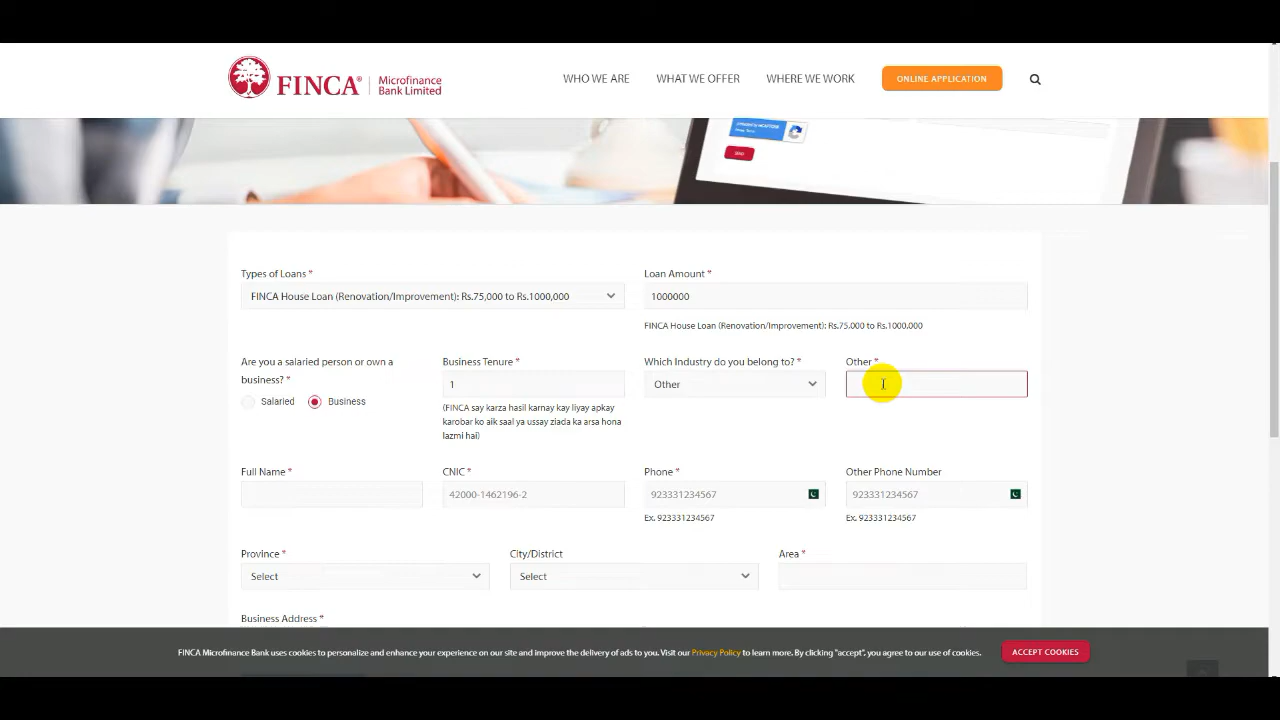 FINCA® Microfinance
Bank Limited
WHO WE ARE
WHAT WE OFFER
WHERE WE WORK
ONLINE APPLICATION
SEND
Types of Loans *
Loan Amount *
FINCA House Loan (Renovation/Improvement): Rs.75,000 to Rs.1000,000
1000000
FINCA House Loan (Renovation/Improvement): Rs.75,000 to Rs.1000,000
Are you a salaried person or own a
business? *
Salaried
Business
Business Tenure *
1
(FINCA say karza hasil karnay kay liyay apkay
karobar ko aik saal ya ussay ziada ka arsa hona
lazmi hai)
Which Industry do you belong to? *
Other
Other *
Full Name *
CNIC *
Phone *
Other Phone Number
42000-1462196-2
923331234567
923331234567
Ex. 923331234567
Ex. 923331234567
Province *
City/District
Area *
Select
Select
Business Address *
FINCA Microfinance Bank uses cookies to personalize and enhance your experience on our site and improve the delivery of ads to you. Visit our Privacy Policy to learn more. By clicking "accept", you agree to our use of cookies.
ACCEPT COOKIES